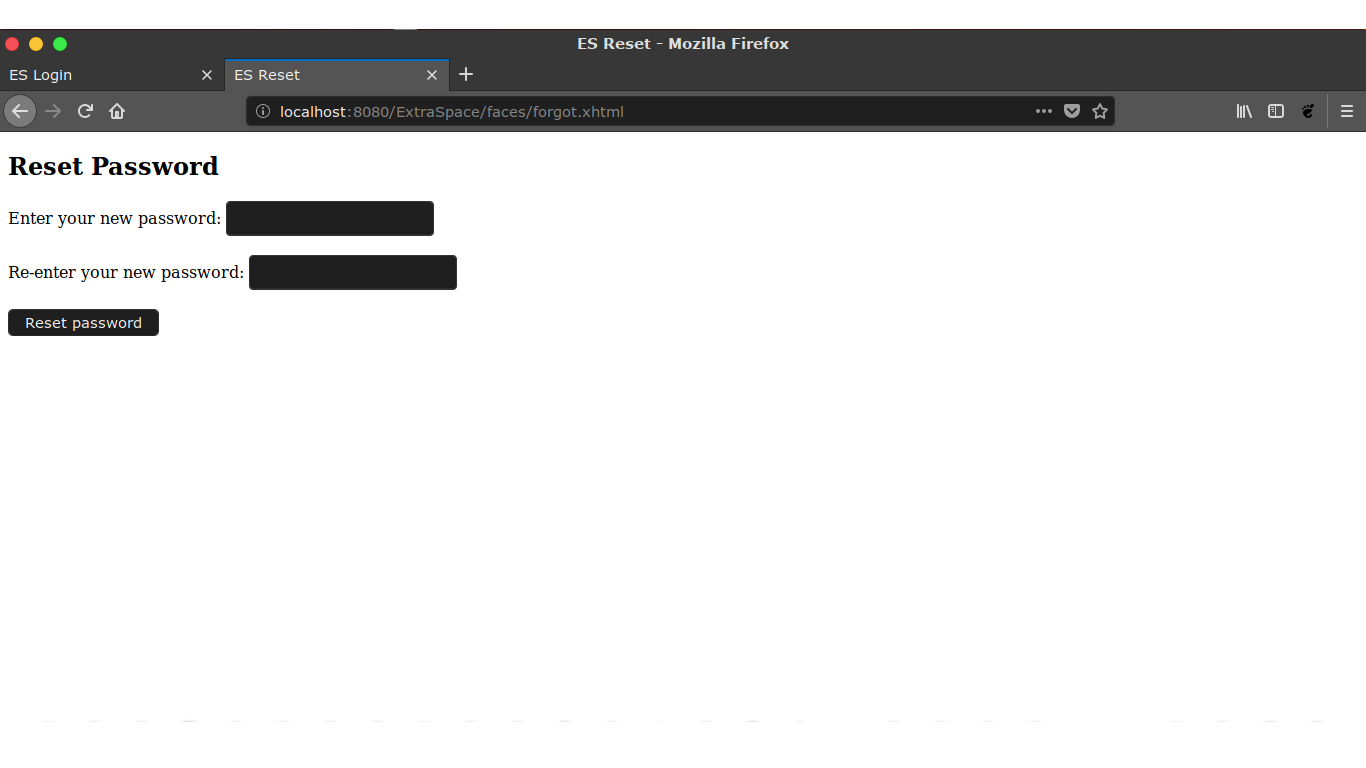 ES Reset - Mozilla Firefox
ES Login
ES Reset
localhost:8080/ExtraSpace/faces/forgot.xhtml
Reset Password
Enter your new password:
Re-enter your new password:
Reset password